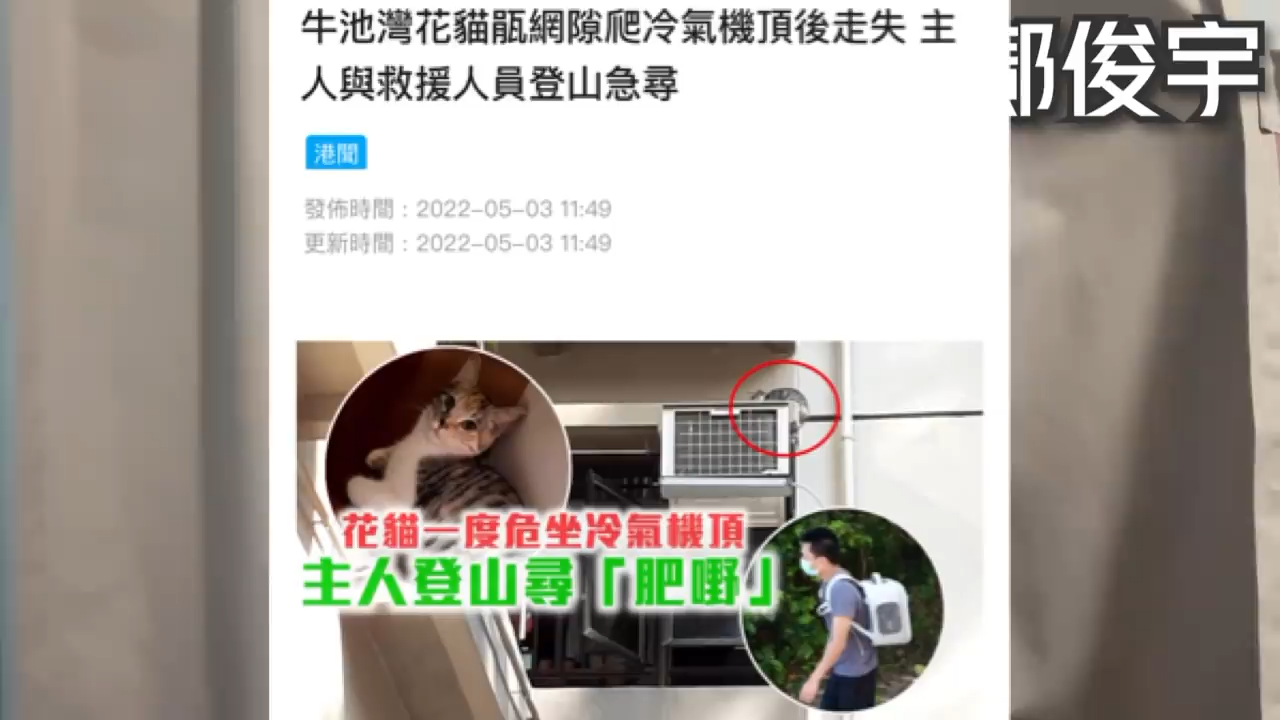 牛池灣花貓甩網隙爬冷氣機頂後走失 主
人與救援人員登山急尋
港聞
發佈時間：2022-05-03 11:49
更新時間：2022-05-03 11:49
花貓一度危坐冷氣機頂
主人登山尋「肥嘢」
俊宇